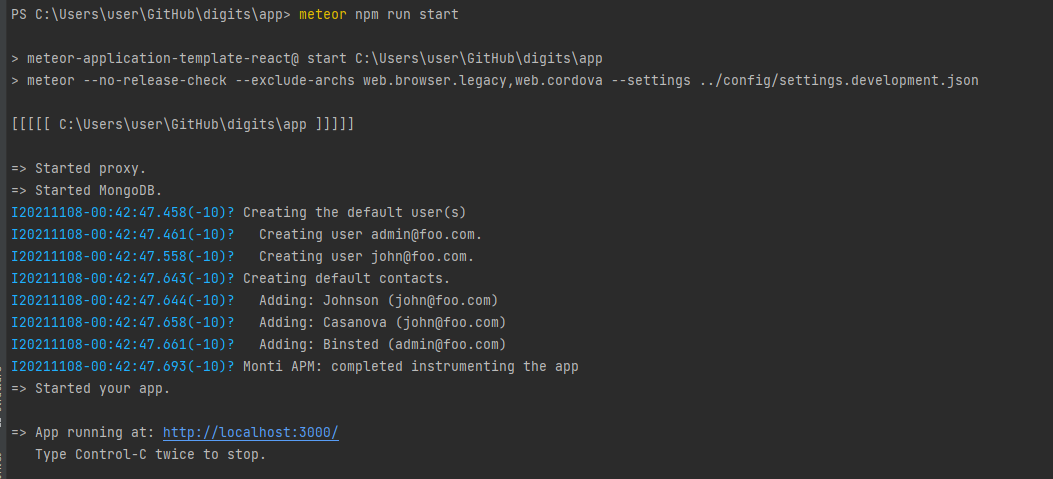 PS C:\Users\user\GitHub\digits\app> meteor npm run start
> meteor-application-template-react@ start C:\Users\user\GitHub\digits\app
> meteor --no-release-check --exclude-archs web.browser.legacy,web.cordova --settings ../config/settings.development.json
[[[[[ C:\Users\user\GitHub\digits\app ]]]]]
=> Started proxy.
=> Started MongoDB.
I20211108-00:42:47.458(-10)? Creating the default user(s)
I20211108-00:42:47.461(-10)?   Creating user admin@foo.com.
I20211108-00:42:47.558(-10)?   Creating user john@foo.com.
I20211108-00:42:47.643(-10)? Creating default contacts.
I20211108-00:42:47.644(-10)?   Adding: Johnson (john@foo.com)
I20211108-00:42:47.658(-10)?   Adding: Casanova (john@foo.com)
I20211108-00:42:47.661(-10)?   Adding: Binsted (admin@foo.com)
I20211108-00:42:47.693(-10)? Monti APM: completed instrumenting the app
=> Started your app.
=> App running at: http://localhost:3000/
   Type Control-C twice to stop.